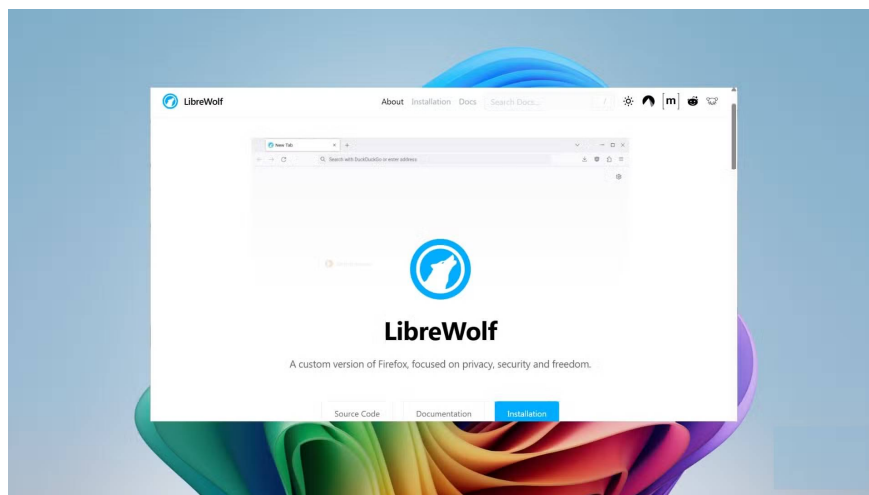 LibreWolf
About Installation Docs Search Docs... /
[m]
New Tab
Search with DuckDuckGo or enter address
LibreWolf
A custom version of Firefox, focused on privacy, security and freedom.
Source Code Documentation Installation